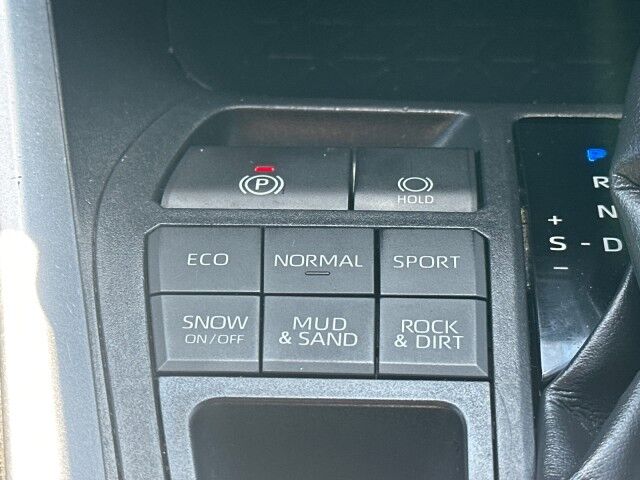 P
HOLD
P
R
N
+
S - D
−
ECO
NORMAL
SPORT
SNOW
ON/OFF
MUD
& SAND
ROCK
& DIRT